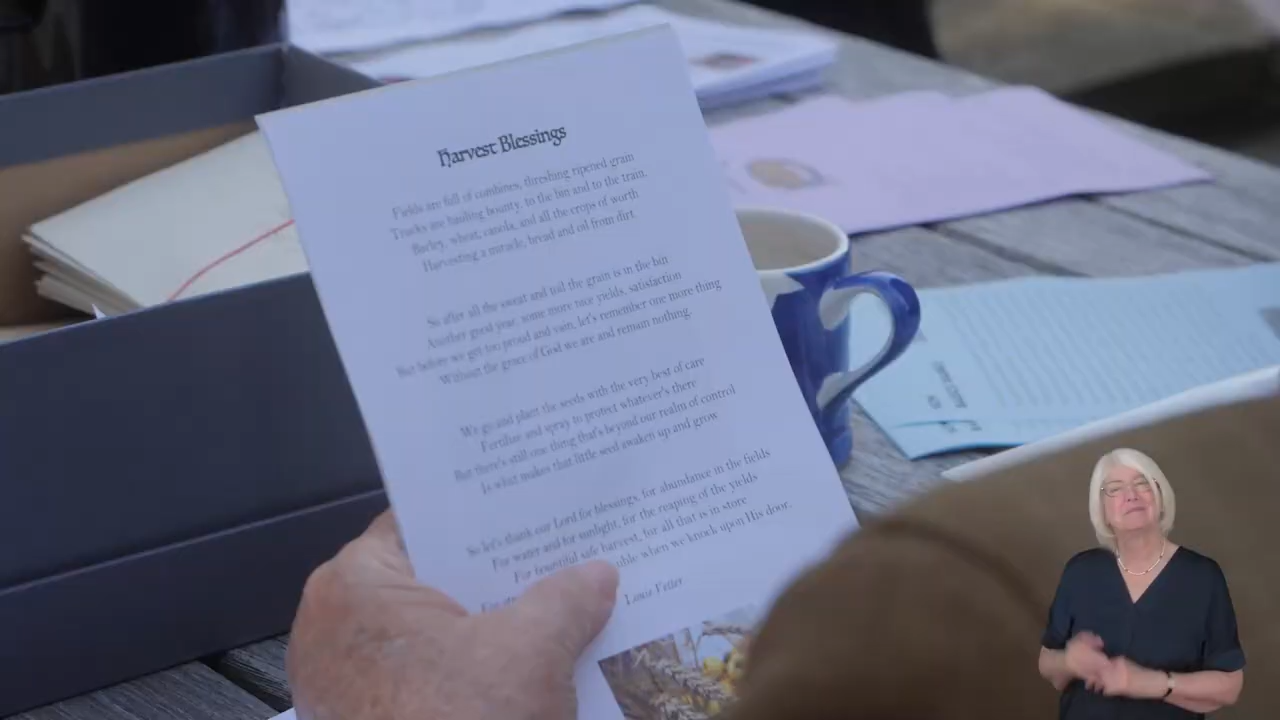 Harvest Blessings
Fields are full of combines, threshing ripened grain
Trucks are hauling bounty, to the bin and to the train.
Barley, wheat, canola, and all the crops of worth
Harvesting a miracle, bread and oil from dirt
So after all the sweat and toil the grain is in the bin
Another good year, some more nice yields, satisfaction
But before we get too proud and vain, let's remember one more thing
Without the grace of God we are and remain nothing.
We go and plant the seeds with the very best of care
Fertilize and spray to protect whatever's there
But there's still one thing that's beyond our realm of control
Is what makes that little seed awaken up and grow
So let's thank our Lord for blessings, for abundance in the fields
For water and for sunlight, for the reaping of the yields
For bountiful safe harvest, for all that is in store
For when we knock upon His door.